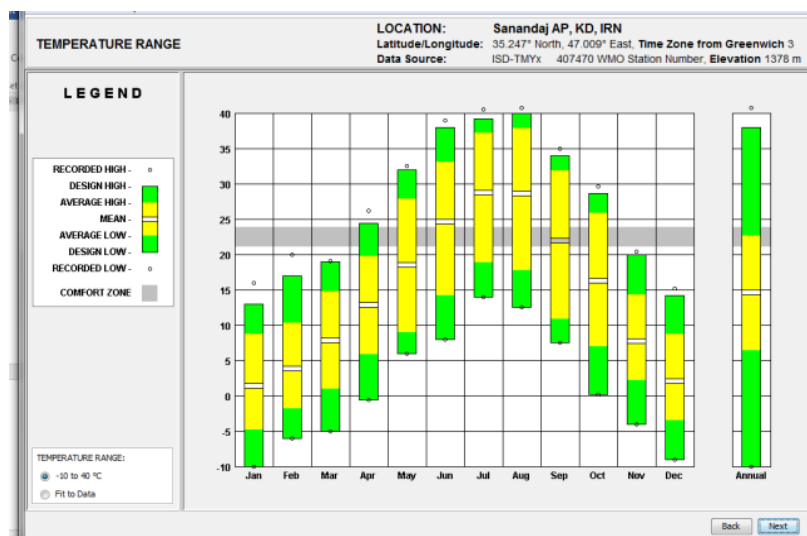 TEMPERATURE RANGE
LOCATION: Sanandaj AP, KD, IRN
Latitude/Longitude: 35.247° North, 47.009° East, Time Zone from Greenwich 3
Data Source: ISD-TMYx 407470 WMO Station Number, Elevation 1378 m
LEGEND
RECORDED HIGH -
DESIGN HIGH -
AVERAGE HIGH -
MEAN -
AVERAGE LOW -
DESIGN LOW -
RECORDED LOW -
COMFORT ZONE
TEMPERATURE RANGE:
-10 to 40 °C
Fit to Data
40
35
30
25
20
15
10
5
0
-5
-10
Jan Feb Mar Apr May Jun Jul Aug Sep Oct Nov Dec Annual
Back Next